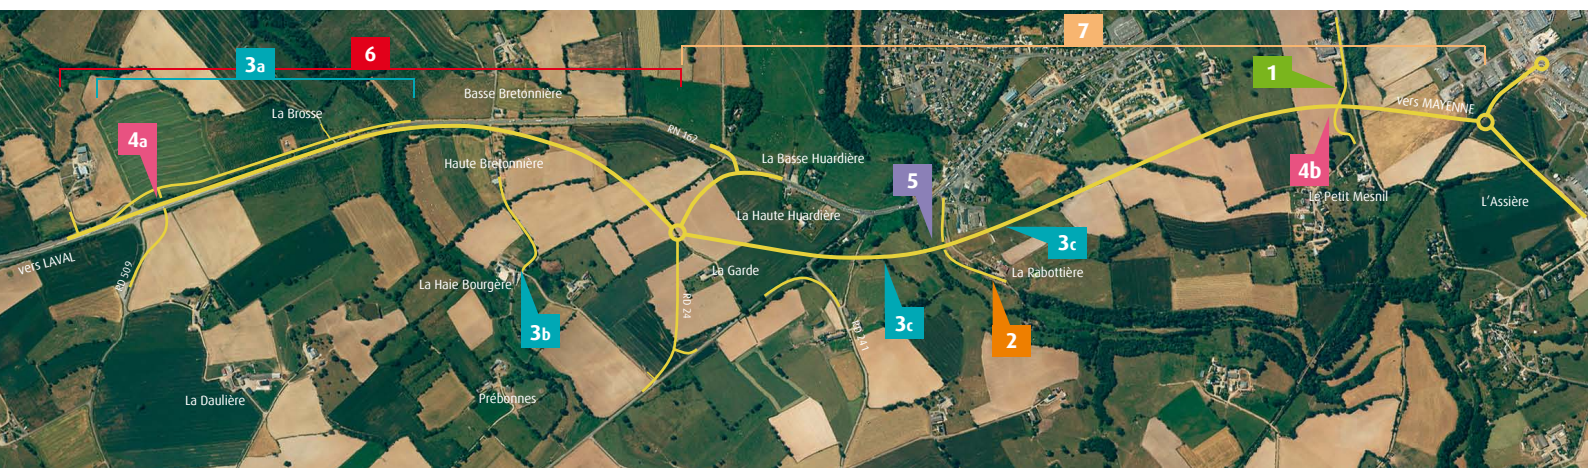 7
6
3a
1
Basse Bretonnière
vers MAYENNE
La Brosse
4a
RN 162
La Basse Huardière
Haute Bretonnière
4b
5
Le Petit Mesnil
L'Assière
La Haute Huardière
3c
vers LAVAL
RD 509
La Garde
La Rabottière
La Haie Bourgère
RD 24
3b
3c
RD 241
2
Prébonnes
La Daulière